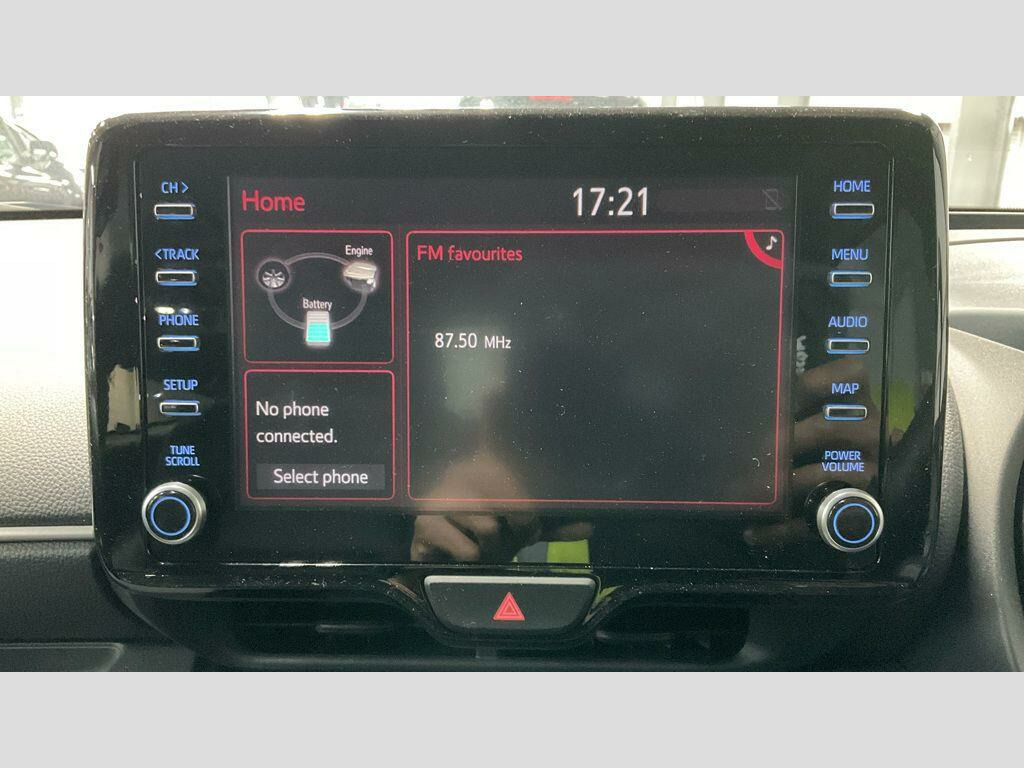 CH>
<TRACK
PHONE
SETUP
TUNE
SCROLL
Home
17:21
Engine
Battery
No phone
connected.
Select phone
FM favourites
87.50 MHz
HOME
MENU
AUDIO
MAP
POWER
VOLUME